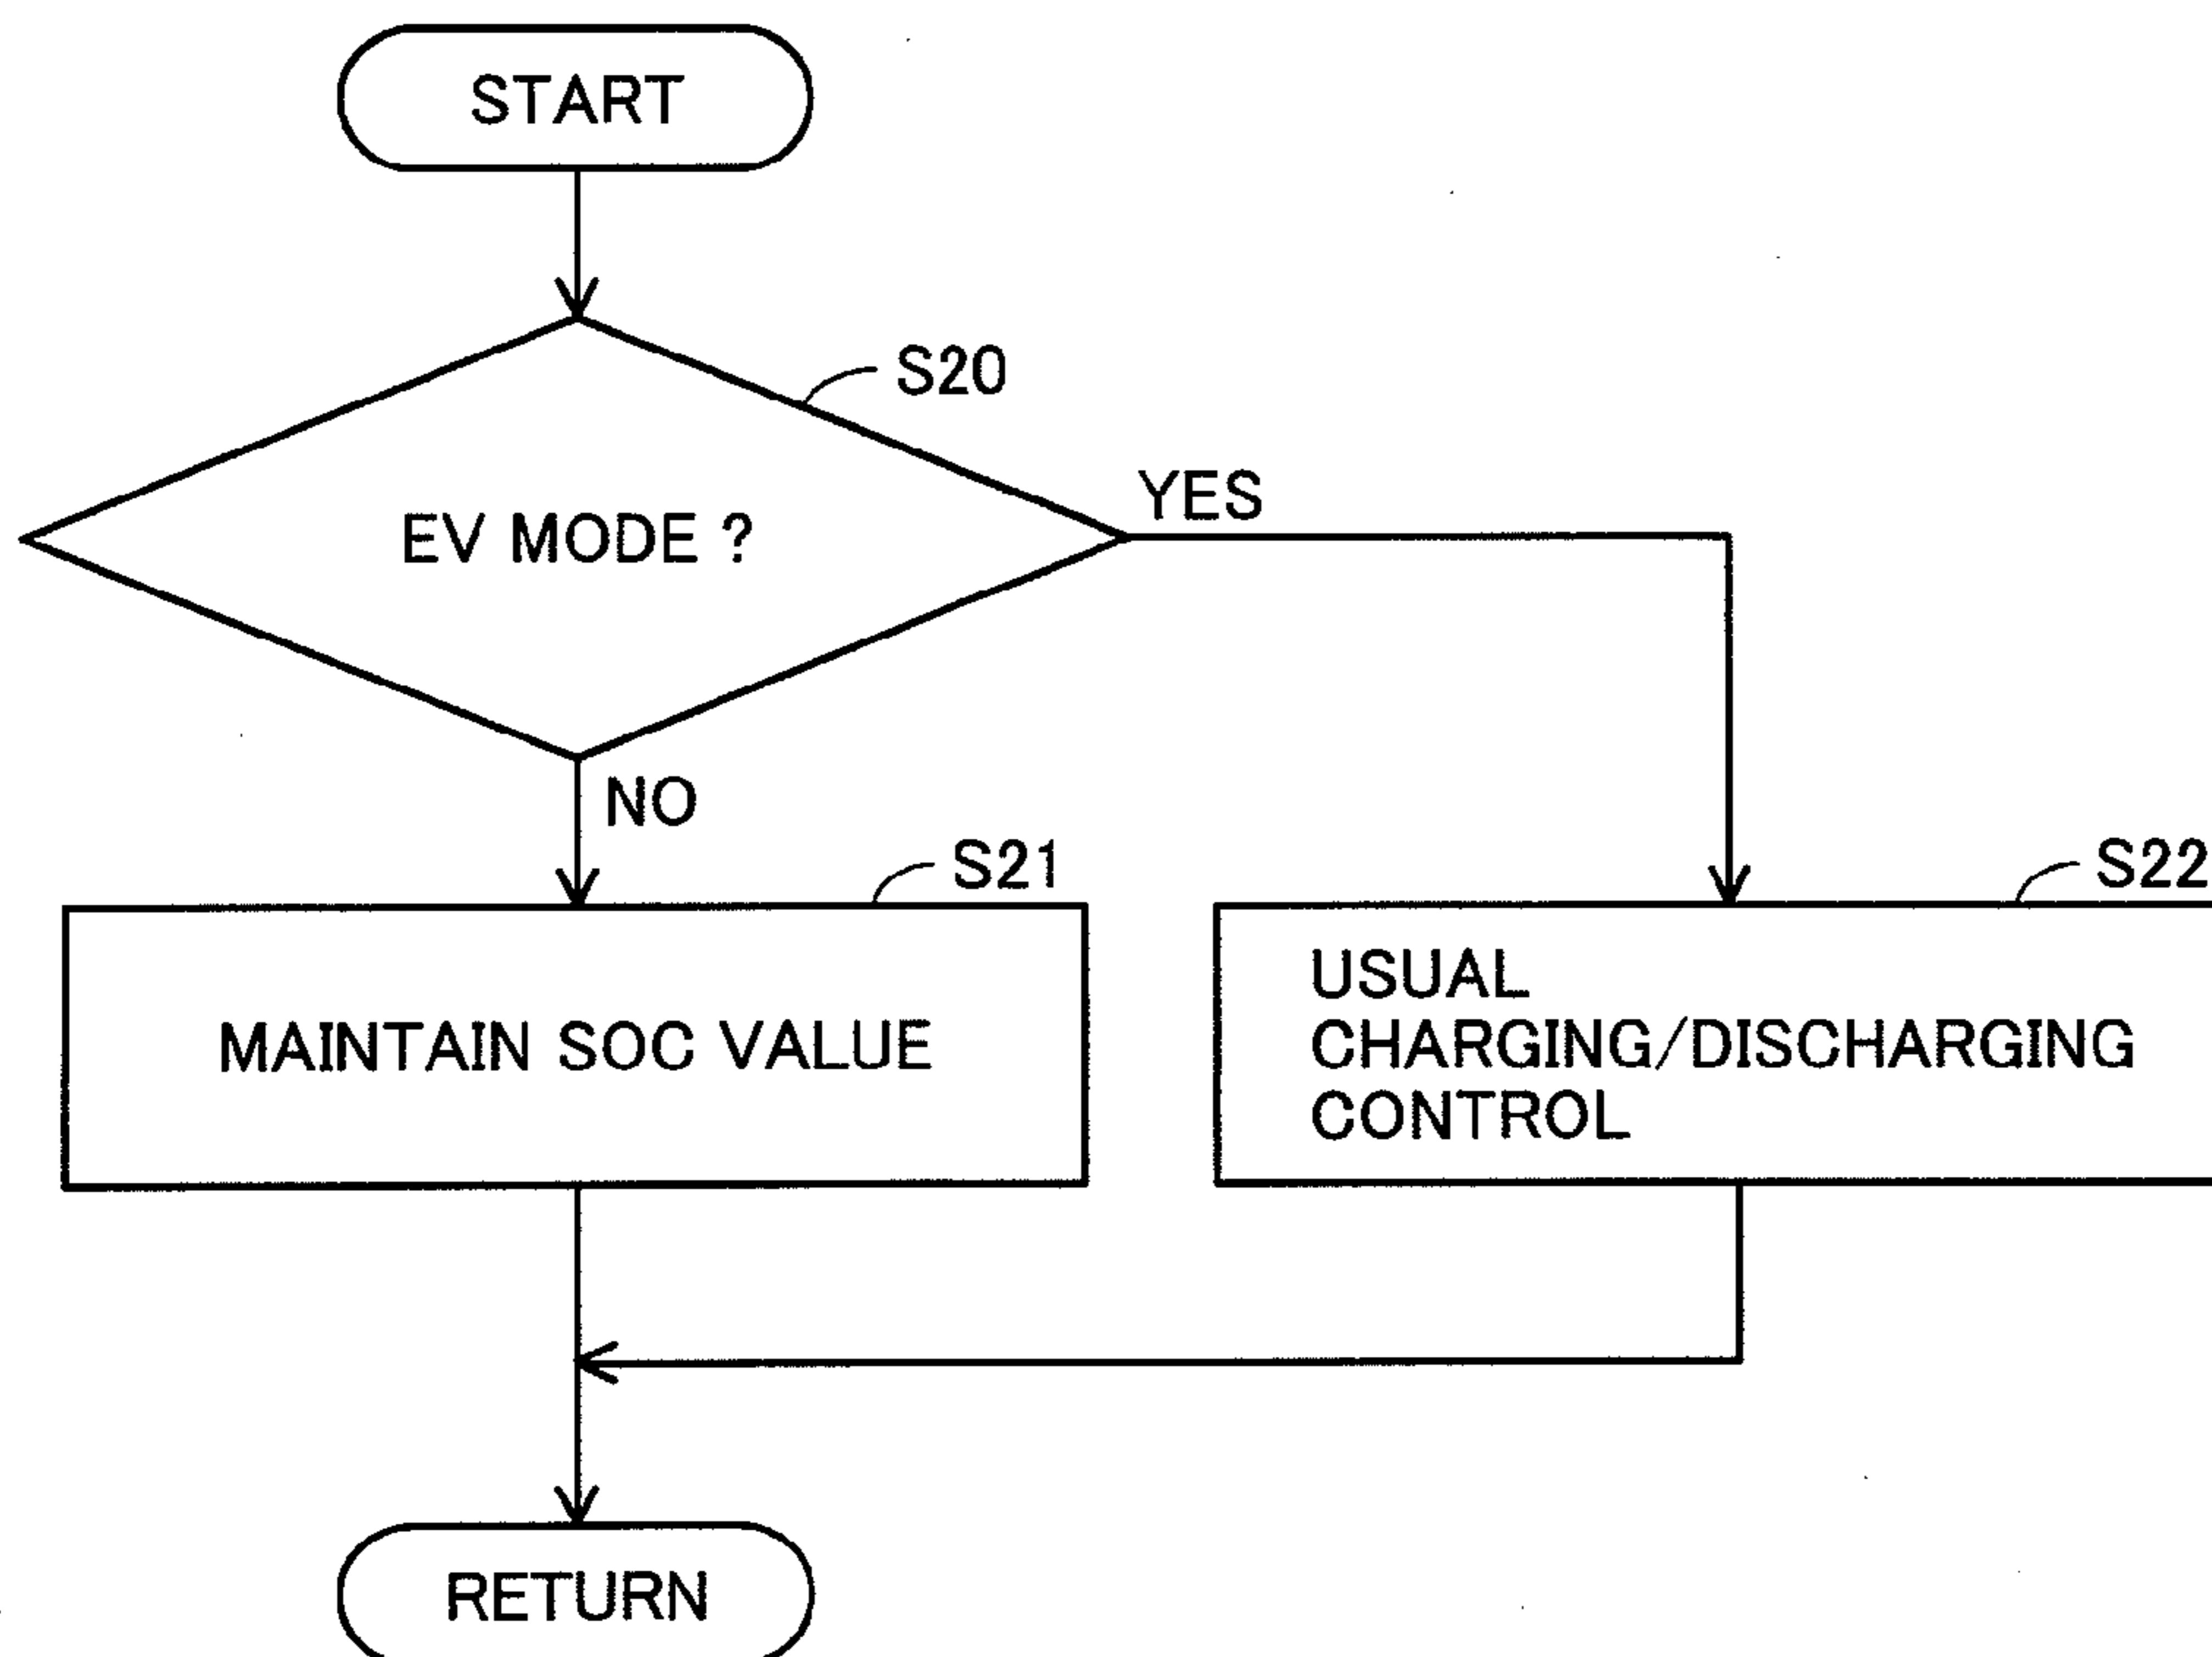 START
S20
EV MODE ?
YES
NO
S21
MAINTAIN SOC VALUE
S22
USUAL
CHARGING/DISCHARGING
CONTROL
RETURN